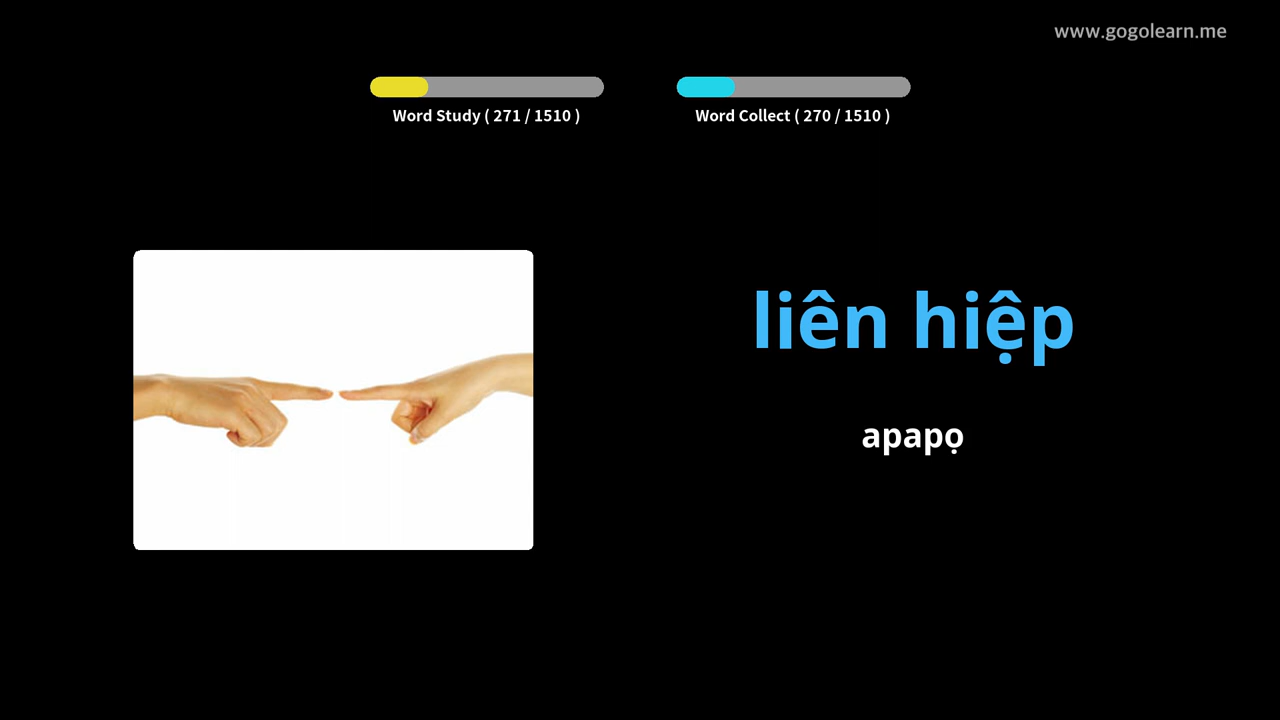 www.gogolearn.me
Word Study ( 271 / 1510 )
Word Collect ( 270 / 1510 )
liên hiệp
apapọ